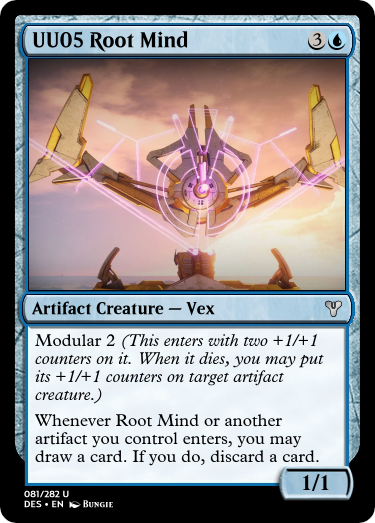 UU05 Root Mind
3
Artifact Creature — Vex
Modular 2 (This enters with two +1/+1
counters on it. When it dies, you may put
its +1/+1 counters on target artifact
creature.)
Whenever Root Mind or another
artifact you control enters, you may
draw a card. If you do, discard a card.
1/1
081/282 U
DES • EN Bungie